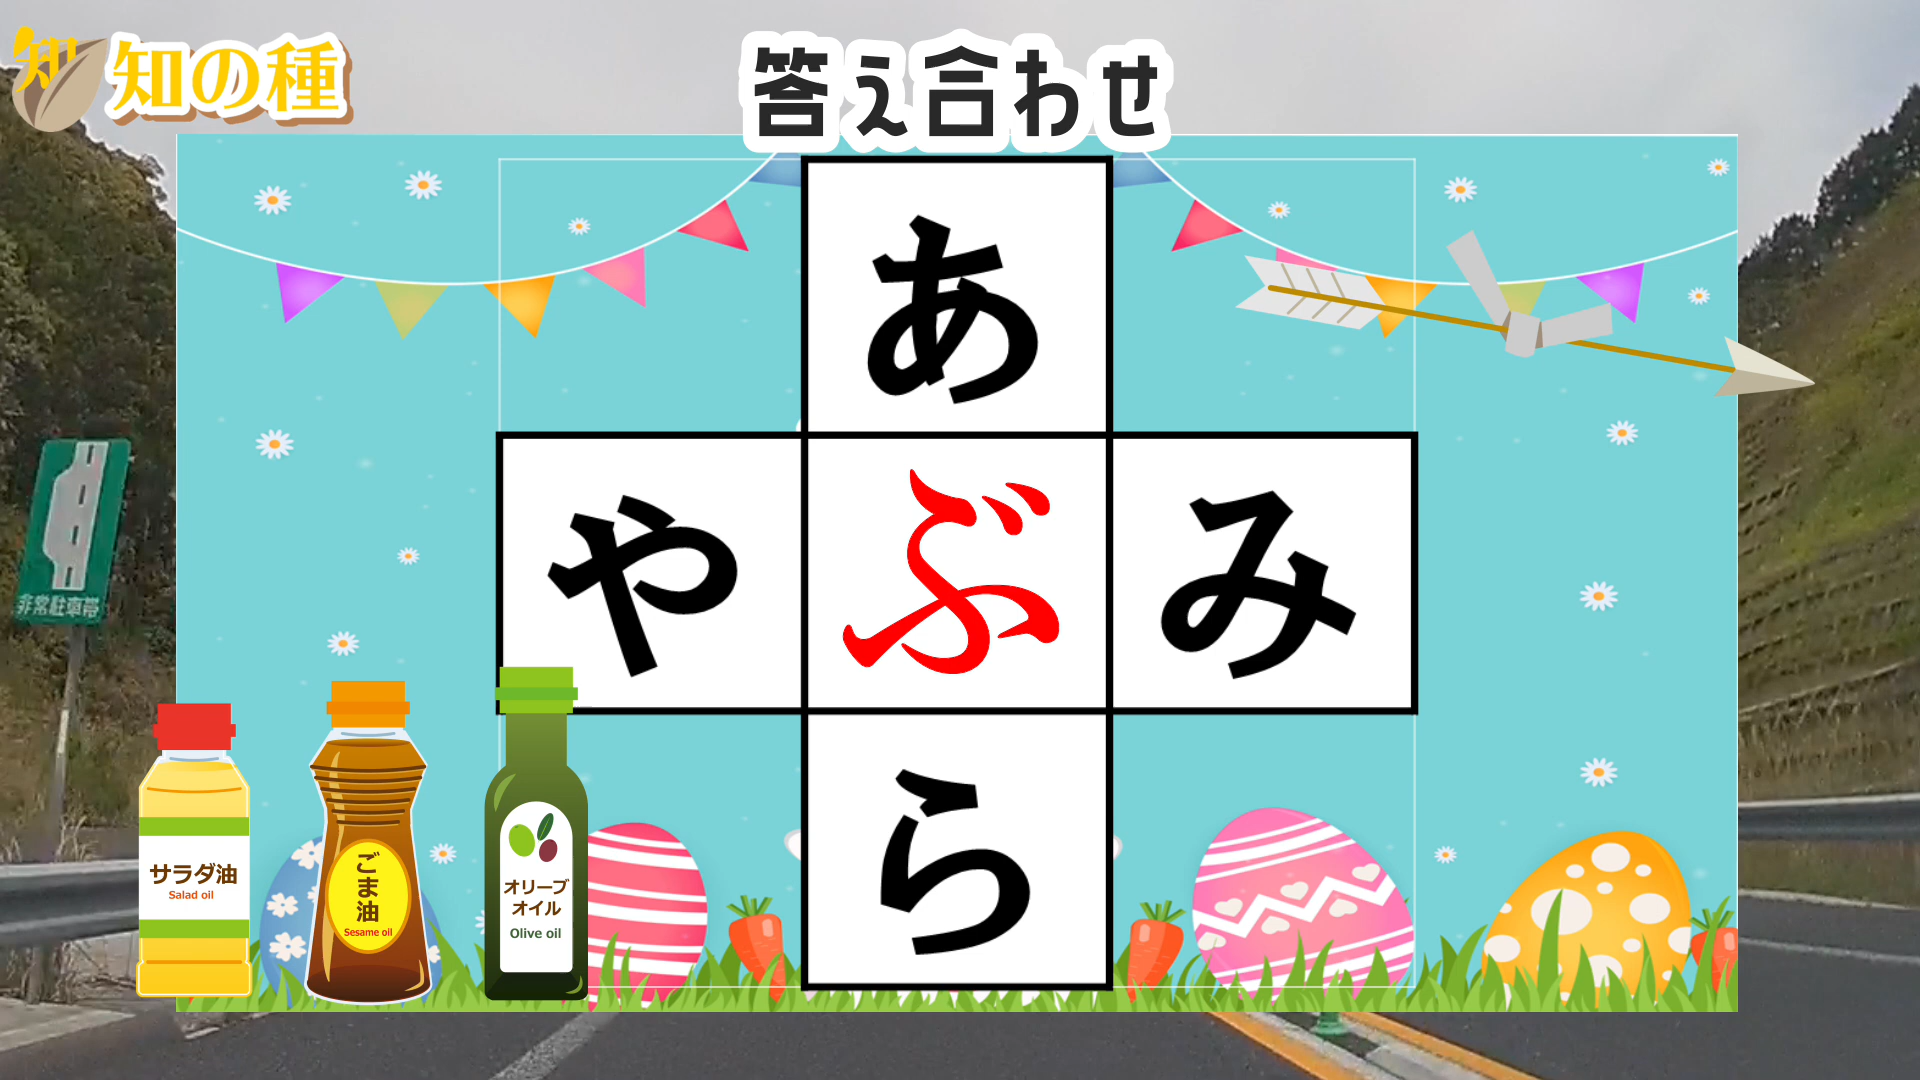 知 知の種
答え合わせ
あ
や ぶ み
ら
非常駐車帯
サラダ油
Salad oil
ごま油
Sesame oil
オリーブ
オイル
Olive oil